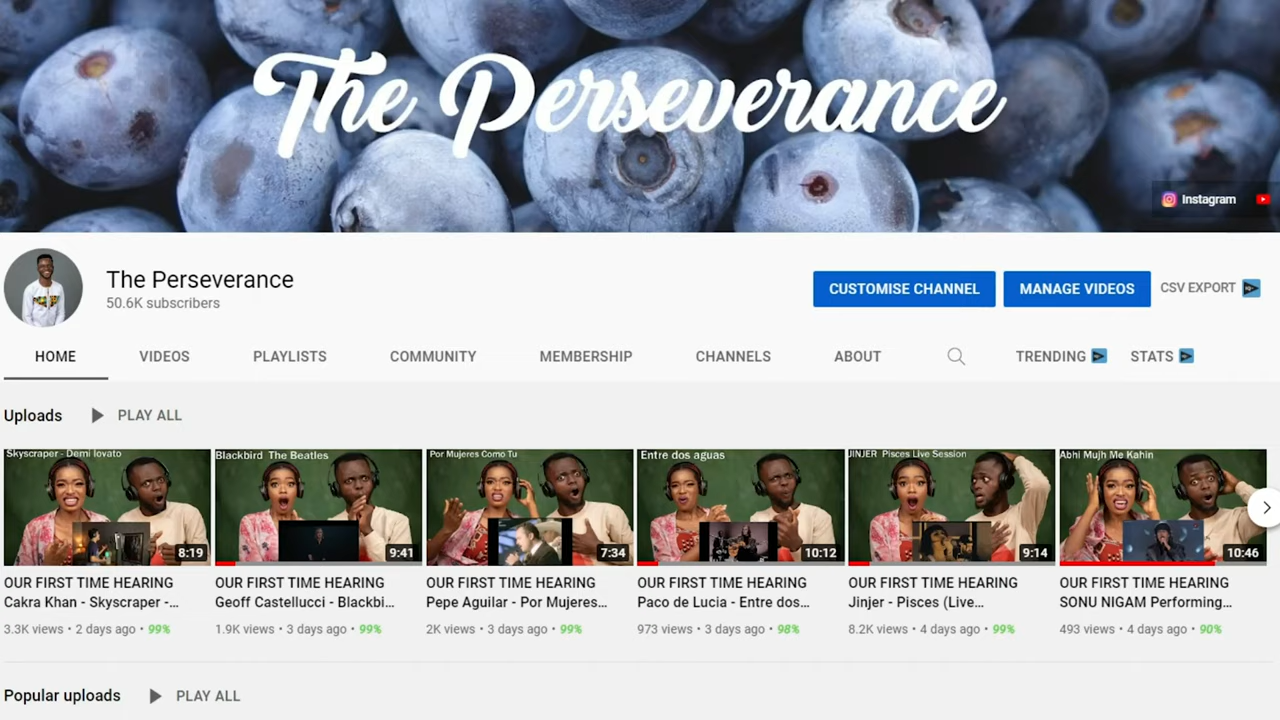 The Perseverance
Instagram
The Perseverance
50.6K subscribers
CUSTOMISE CHANNEL
MANAGE VIDEOS
CSV EXPORT
HOME
VIDEOS
PLAYLISTS
COMMUNITY
MEMBERSHIP
CHANNELS
ABOUT
TRENDING
STATS
Uploads
PLAY ALL
Skyscraper - Demi lovato
8:19
OUR FIRST TIME HEARING
Cakra Khan - Skyscraper -...
3.3K views • 2 days ago • 99%
Blackbird The Beatles
9:41
OUR FIRST TIME HEARING
Geoff Castellucci - Blackbi...
1.9K views • 3 days ago • 99%
Por Mujeres Como Tu
7:34
OUR FIRST TIME HEARING
Pepe Aguilar - Por Mujeres...
2K views • 3 days ago • 99%
Entre dos aguas
10:12
OUR FIRST TIME HEARING
Paco de Lucia - Entre dos...
973 views • 3 days ago • 98%
JINJER Pisces Live Session
9:14
OUR FIRST TIME HEARING
Jinjer - Pisces (Live...
8.2K views • 4 days ago • 99%
Abhi Mujh Me Kahin
10:46
OUR FIRST TIME HEARING
SONU NIGAM Performing...
493 views • 4 days ago • 90%
Popular uploads
PLAY ALL